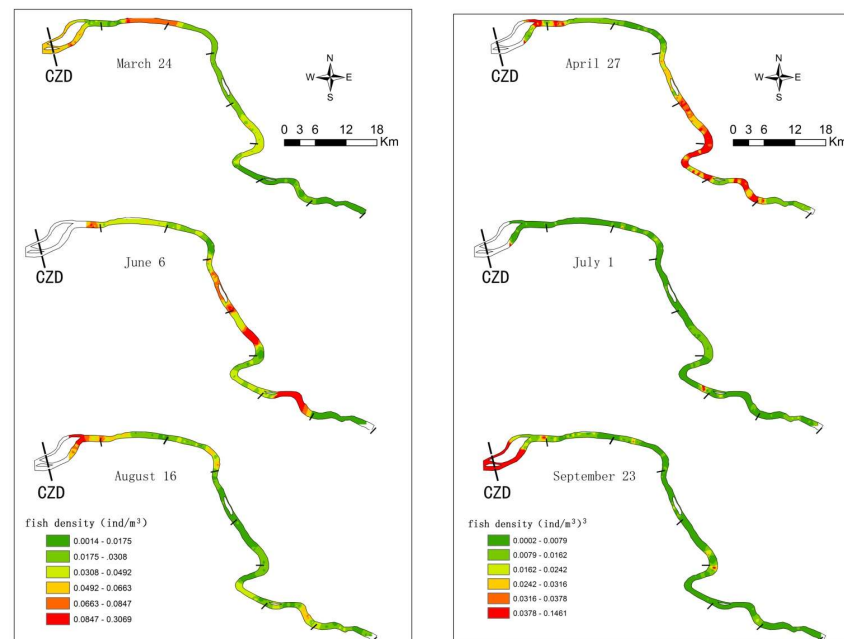 March 24
N
W E
S
CZD
0 3 6 12 18
Km
June 6
CZD
August 16
CZD
fish density (ind/m³)
0.0014 - 0.0175
0.0175 - .0308
0.0308 - 0.0492
0.0492 - 0.0663
0.0663 - 0.0847
0.0847 - 0.3069
April 27
N
W E
S
CZD
0 3 6 12 18
Km
July 1
CZD
September 23
CZD
fish density (ind/m³)³
0.0002 - 0.0079
0.0079 - 0.0162
0.0162 - 0.0242
0.0242 - 0.0316
0.0316 - 0.0378
0.0378 - 0.1461